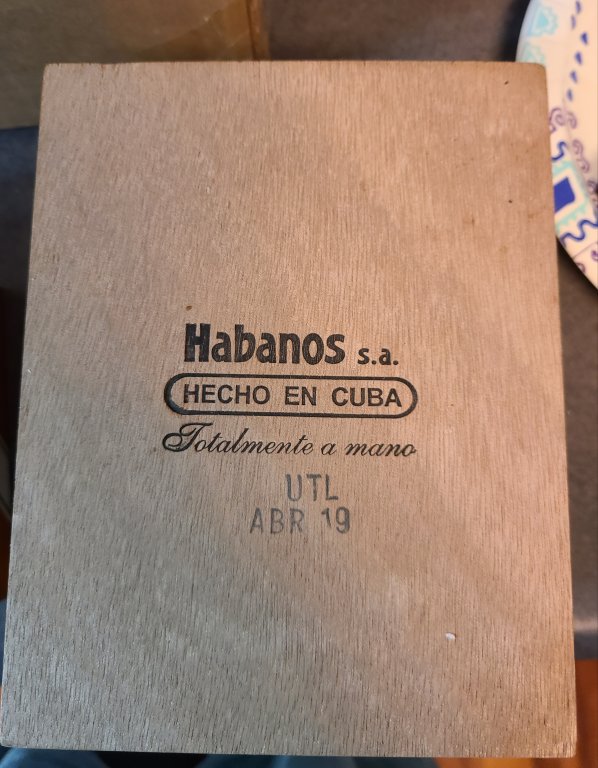 Habanos s.a.
HECHO EN CUBA
Totalmente a mano
UTL
ABR 19